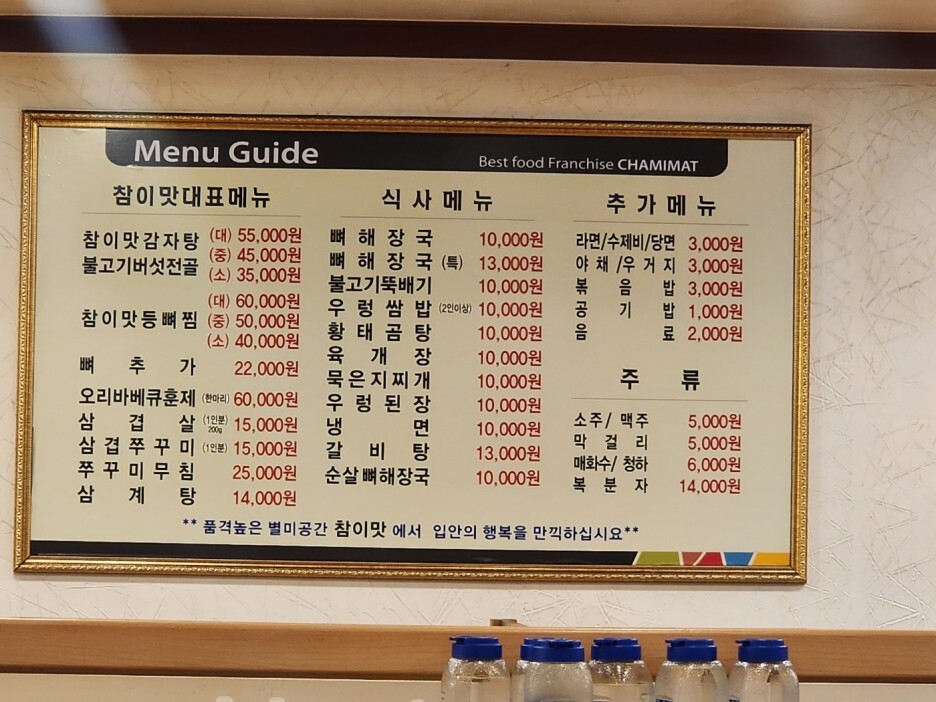 Menu Guide
Best food Franchise CHAMIMAT
참이맛대표메뉴
참이맛감자탕 (대) 55,000원
불고기버섯전골 (중) 45,000원
(소) 35,000원
(대) 60,000원
참이맛등뼈찜 (중) 50,000원
(소) 40,000원
뼈 추 가 22,000원
오리바베큐훈제 (한마리) 60,000원
삼 겹 살 (1인분 200g) 15,000원
삼겹쭈꾸미 (1인분) 15,000원
쭈꾸미무침 25,000원
삼 계 탕 14,000원
식사메뉴
뼈 해 장 국 10,000원
뼈 해 장 국 (특) 13,000원
불고기뚝배기 10,000원
우 렁 쌈 밥 (2인이상) 10,000원
황 태 곰 탕 10,000원
육 개 장 10,000원
묵은지찌개 10,000원
우 렁 된 장 10,000원
냉 면 10,000원
갈 비 탕 13,000원
순살뼈해장국 10,000원
추가메뉴
라면/수제비/당면 3,000원
야 채 /우 거 지 3,000원
볶 음 밥 3,000원
공 기 밥 1,000원
음 료 2,000원
주 류
소주/ 맥주 5,000원
막 걸 리 5,000원
매화수/ 청하 6,000원
복 분 자 14,000원
** 품격높은 별미공간 참이맛 에서 입안의 행복을 만끽하십시요**